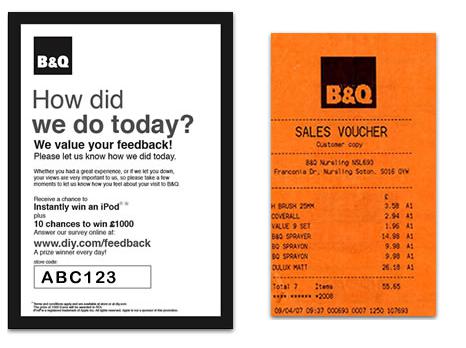 B&Q
How did
we do today?
We value your feedback!
Please let us know how we did today.
Whether you had a great experience, or if we let you down,
your views are very important to us, so please take a few
moments to let us know how you feel about your visit to B&Q.
Receive a chance to
Instantly win an iPod**
plus
10 chances to win £1000
Answer our survey online at:
www.diy.com/feedback
A prize winner every day!
store code:
ABC123
B&Q
SALES VOUCHER
Customer copy
B&Q Nursling NSL693
Franconia Dr, Nursling Soton, SO16 0YW
£
H BRUSH 25MM 3.58 A1
COVERALL 2.94 A1
VALUE 9 SET 1.96 A1
B&Q SPRAYER 14.98 A1
BQ SPRAYON 9.98 A1
BQ SPRAYON 9.98 A1
DULUX MATT 26.18 A1
Total 7 Items 55.65
**** ****** *2008
09/04/07 09:37 000693 0007 1250 107693